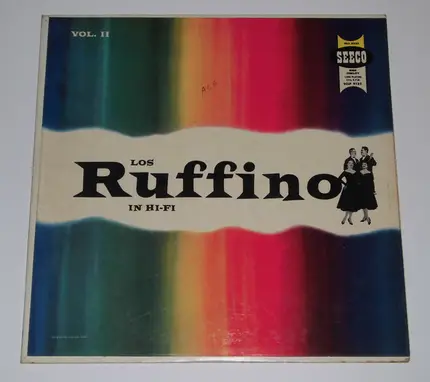 VOL. II
SEECO
LOS
Ruffino
IN HI-FI